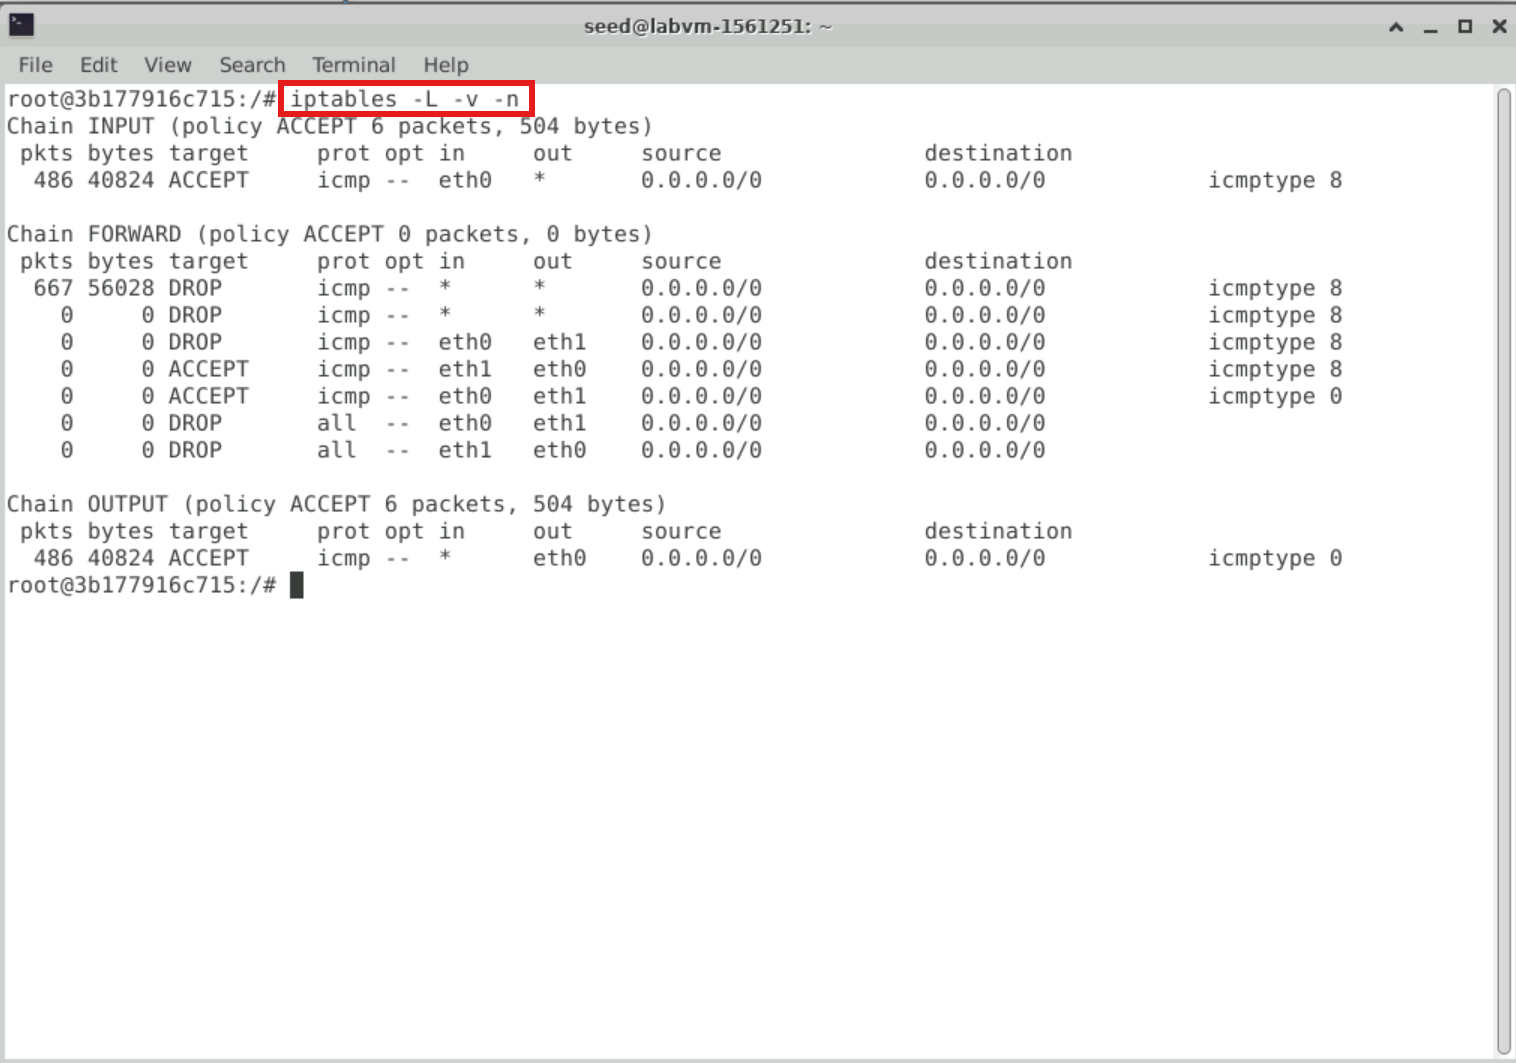 seed@labvm-1561251: ~
File Edit View Search Terminal Help
root@3b177916c715:/# iptables -L -v -n
Chain INPUT (policy ACCEPT 6 packets, 504 bytes)
 pkts bytes target     prot opt in     out     source               destination
  486 40824 ACCEPT     icmp --  eth0   *       0.0.0.0/0            0.0.0.0/0            icmptype 8

Chain FORWARD (policy ACCEPT 0 packets, 0 bytes)
 pkts bytes target     prot opt in     out     source               destination
  667 56028 DROP       icmp --  *      *       0.0.0.0/0            0.0.0.0/0            icmptype 8
    0     0 DROP       icmp --  *      *       0.0.0.0/0            0.0.0.0/0            icmptype 8
    0     0 DROP       icmp --  eth0   eth1    0.0.0.0/0            0.0.0.0/0            icmptype 8
    0     0 ACCEPT     icmp --  eth1   eth0    0.0.0.0/0            0.0.0.0/0            icmptype 8
    0     0 ACCEPT     icmp --  eth0   eth1    0.0.0.0/0            0.0.0.0/0            icmptype 0
    0     0 DROP       all  --  eth0   eth1    0.0.0.0/0            0.0.0.0/0
    0     0 DROP       all  --  eth1   eth0    0.0.0.0/0            0.0.0.0/0

Chain OUTPUT (policy ACCEPT 6 packets, 504 bytes)
 pkts bytes target     prot opt in     out     source               destination
  486 40824 ACCEPT     icmp --  *      eth0    0.0.0.0/0            0.0.0.0/0            icmptype 0
root@3b177916c715:/#